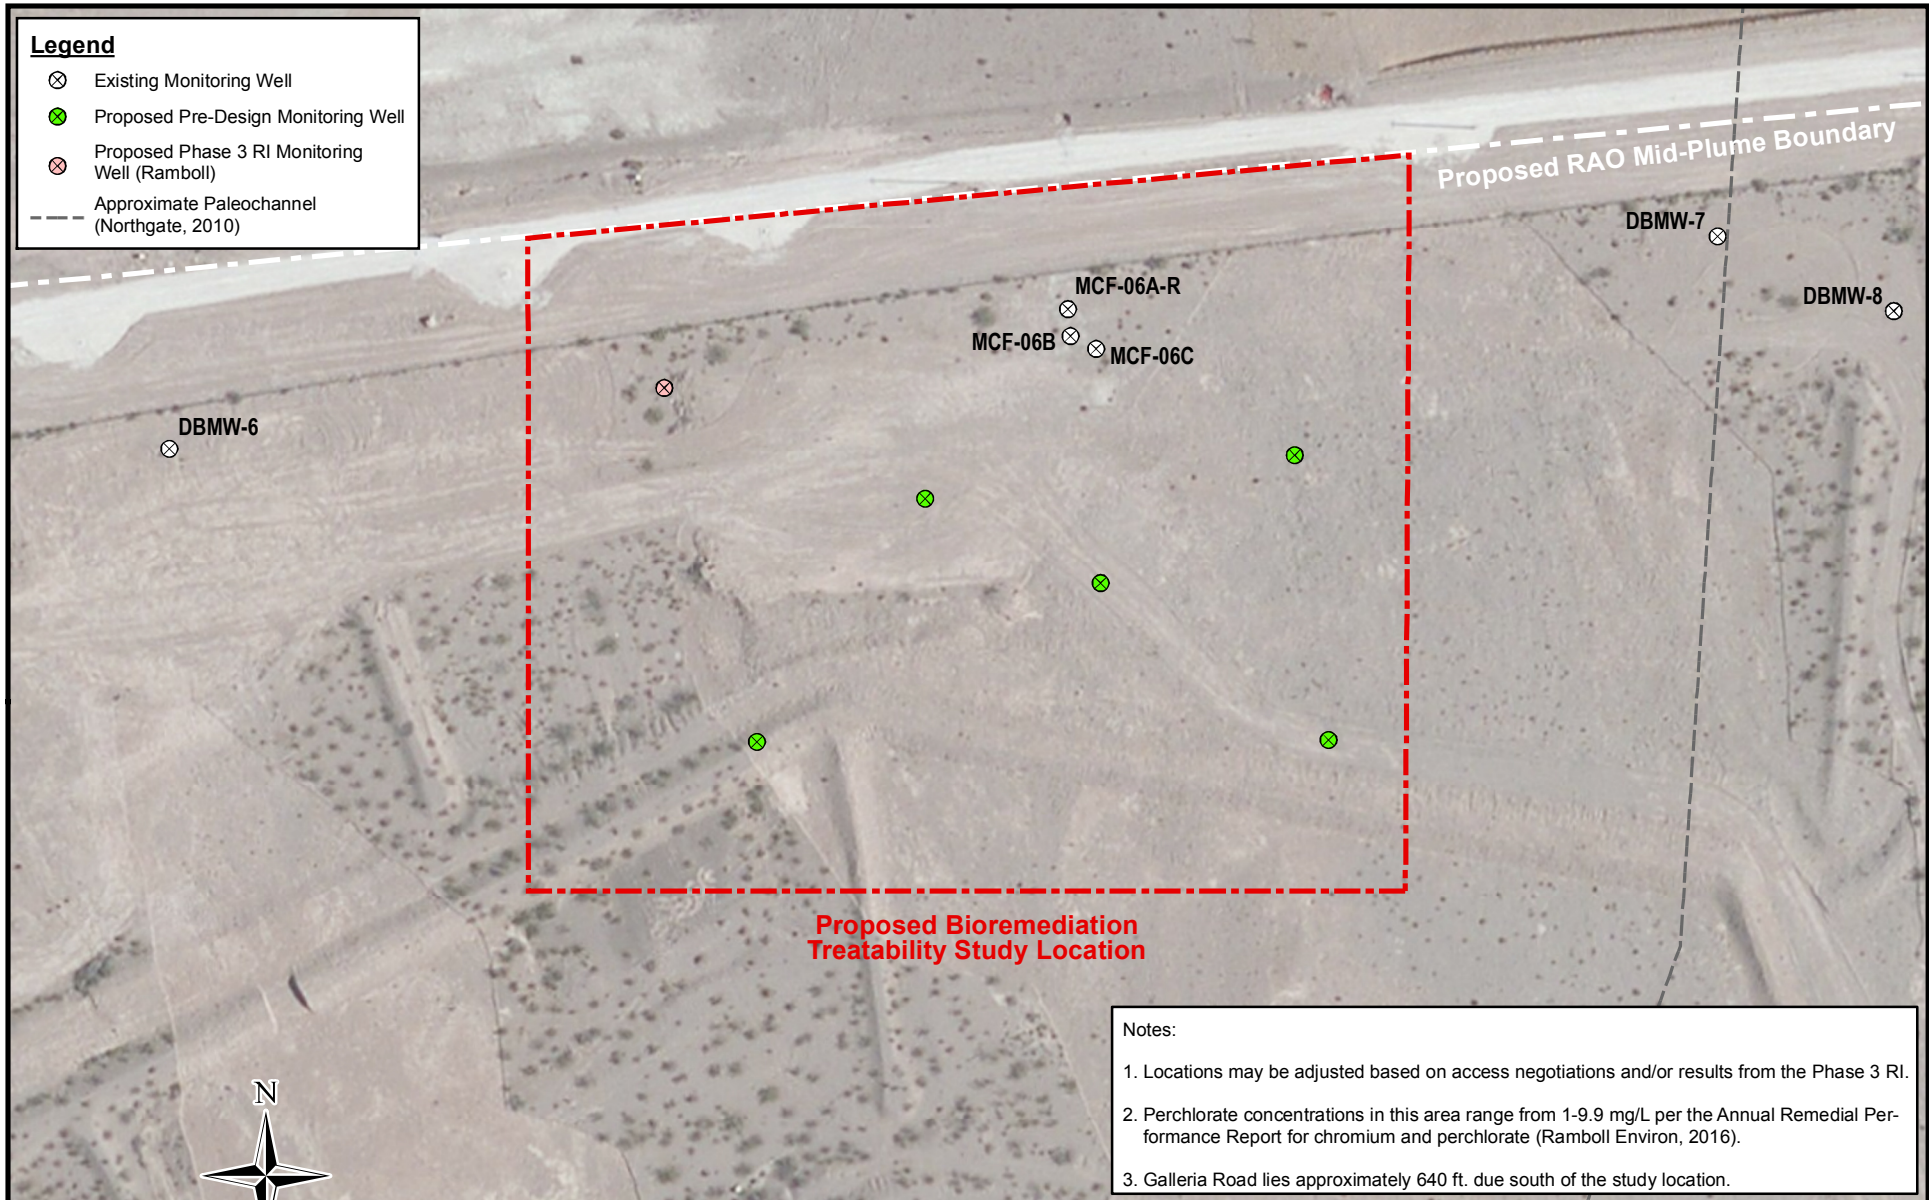 Legend
Existing Monitoring Well
Proposed Pre-Design Monitoring Well
Proposed Phase 3 RI Monitoring
Well (Ramboll)
Approximate Paleochannel
(Northgate, 2010)
Proposed RAO Mid-Plume Boundary
DBMW-7
DBMW-8
MCF-06A-R
MCF-06B
MCF-06C
DBMW-6
Proposed Bioremediation
Treatability Study Location
N
Notes:
1. Locations may be adjusted based on access negotiations and/or results from the Phase 3 RI.
2. Perchlorate concentrations in this area range from 1-9.9 mg/L per the Annual Remedial Per-
formance Report for chromium and perchlorate (Ramboll Environ, 2016).
3. Galleria Road lies approximately 640 ft. due south of the study location.